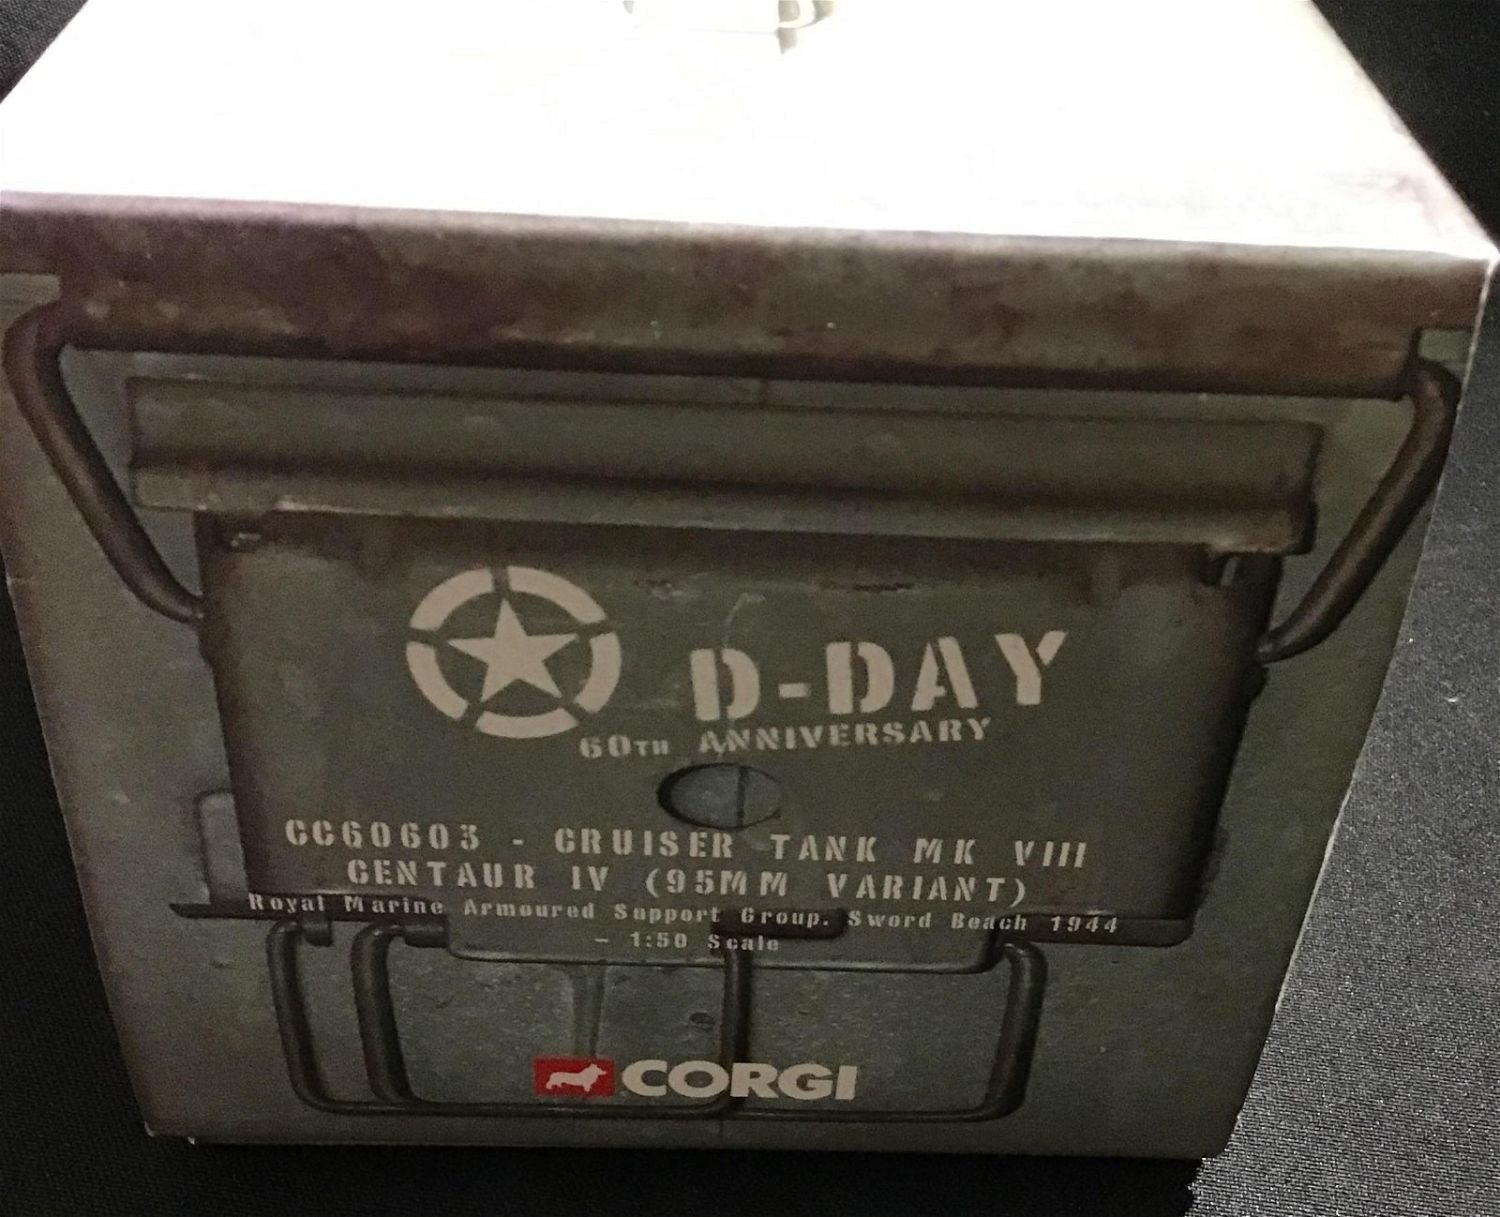 D-DAY
60TH ANNIVERSARY
CC60603 - CRUISER TANK MK VIII
CENTAUR IV (95MM VARIANT)
Royal Marine Armoured Support Group. Sword Beach 1944
- 1:50 Scale
CORGI